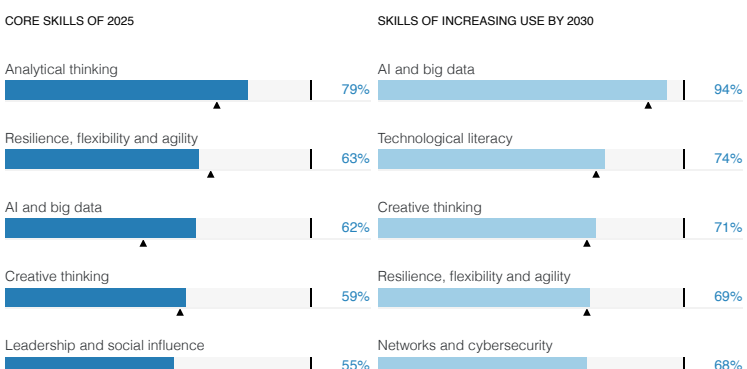 CORE SKILLS OF 2025
Analytical thinking
79%
Resilience, flexibility and agility
63%
AI and big data
62%
Creative thinking
59%
Leadership and social influence
55%
SKILLS OF INCREASING USE BY 2030
AI and big data
94%
Technological literacy
74%
Creative thinking
71%
Resilience, flexibility and agility
69%
Networks and cybersecurity
68%